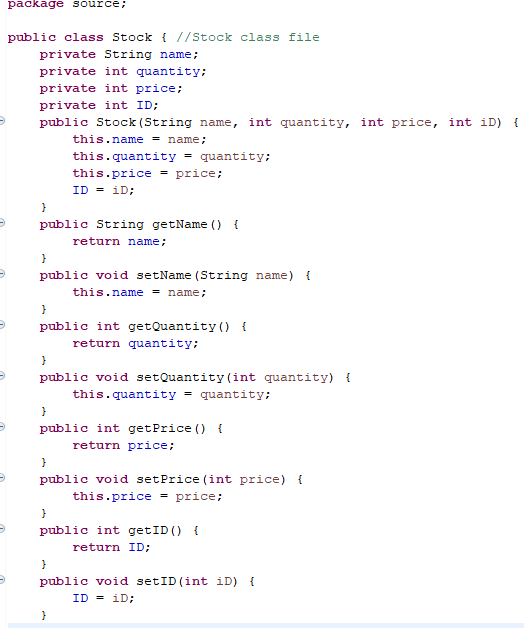 package source;
public class Stock { //Stock class file
private String name;
private int quantity;
private int price;
private int ID;
public Stock(String name, int quantity, int price, int iD) {
this.name = name;
this.quantity = quantity;
this.price = price;
ID = iD;
}
public String getName() {
return name;
}
public void setName(String name) {
this.name = name;
}
public int getQuantity() {
return quantity;
}
public void setQuantity(int quantity) {
this.quantity = quantity;
}
public int getPrice() {
return price;
}
public void setPrice(int price) {
this.price = price;
}
public int getID() {
return ID;
}
public void setID(int iD) {
ID = iD;
}